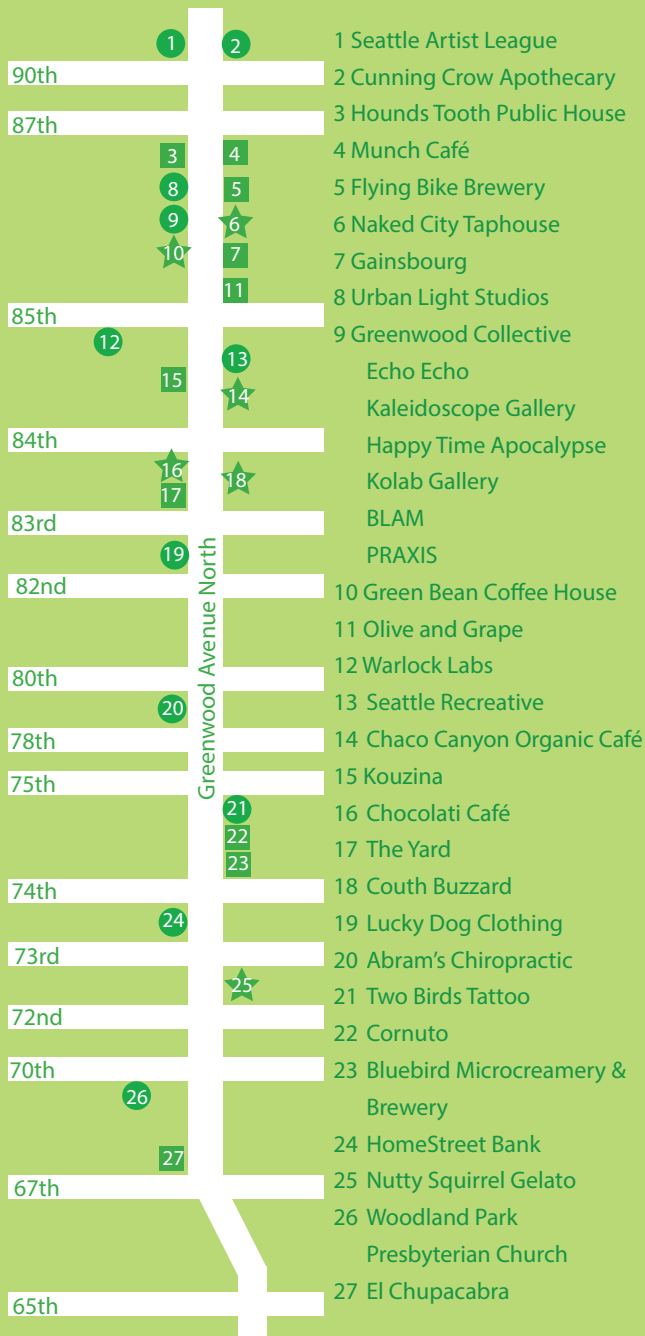 1
2
90th
87th
3
4
8
5
9
6
10
7
11
85th
12
13
15
14
84th
16
18
17
83rd
19
82nd
Greenwood Avenue North
80th
20
78th
75th
21
22
23
74th
24
73rd
25
72nd
70th
26
27
67th
65th
1 Seattle Artist League
2 Cunning Crow Apothecary
3 Hounds Tooth Public House
4 Munch Café
5 Flying Bike Brewery
6 Naked City Taphouse
7 Gainsbourg
8 Urban Light Studios
9 Greenwood Collective
Echo Echo
Kaleidoscope Gallery
Happy Time Apocalypse
Kolab Gallery
BLAM
PRAXIS
10 Green Bean Coffee House
11 Olive and Grape
12 Warlock Labs
13 Seattle Recreative
14 Chaco Canyon Organic Café
15 Kouzina
16 Chocolati Café
17 The Yard
18 Couth Buzzard
19 Lucky Dog Clothing
20 Abram's Chiropractic
21 Two Birds Tattoo
22 Cornuto
23 Bluebird Microcreamery &
Brewery
24 HomeStreet Bank
25 Nutty Squirrel Gelato
26 Woodland Park
Presbyterian Church
27 El Chupacabra